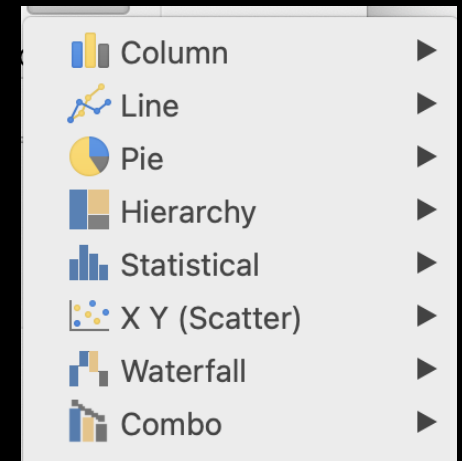 Column
Line
Pie
Hierarchy
Statistical
X Y (Scatter)
Waterfall
Combo